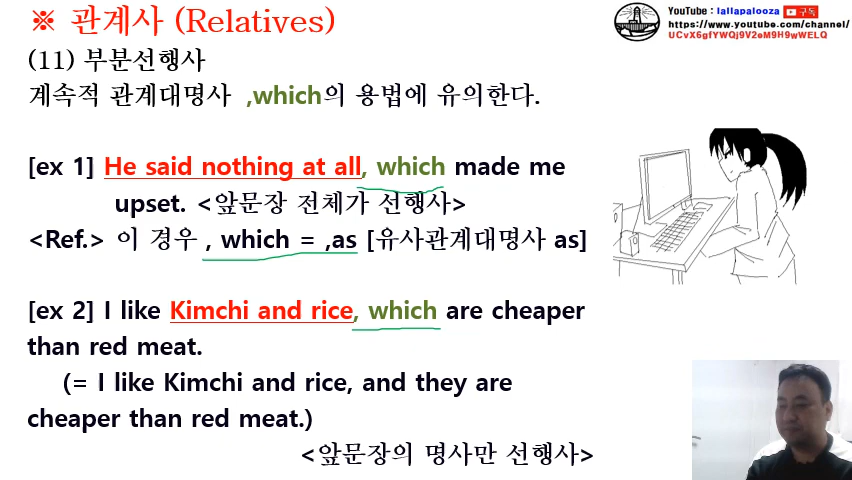 ※ 관계사 (Relatives)
YouTube : lallapalooza 구독
https://www.youtube.com/channel/
UCvX6gfYWQj9V2eM9H9wWELQ
(11) 부분선행사
계속적 관계대명사 ,which의 용법에 유의한다.
[ex 1] He said nothing at all, which made me
upset. <앞문장 전체가 선행사>
<Ref.> 이 경우 , which = ,as [유사관계대명사 as]
[ex 2] I like Kimchi and rice, which are cheaper
than red meat.
(= I like Kimchi and rice, and they are
cheaper than red meat.)
<앞문장의 명사만 선행사>